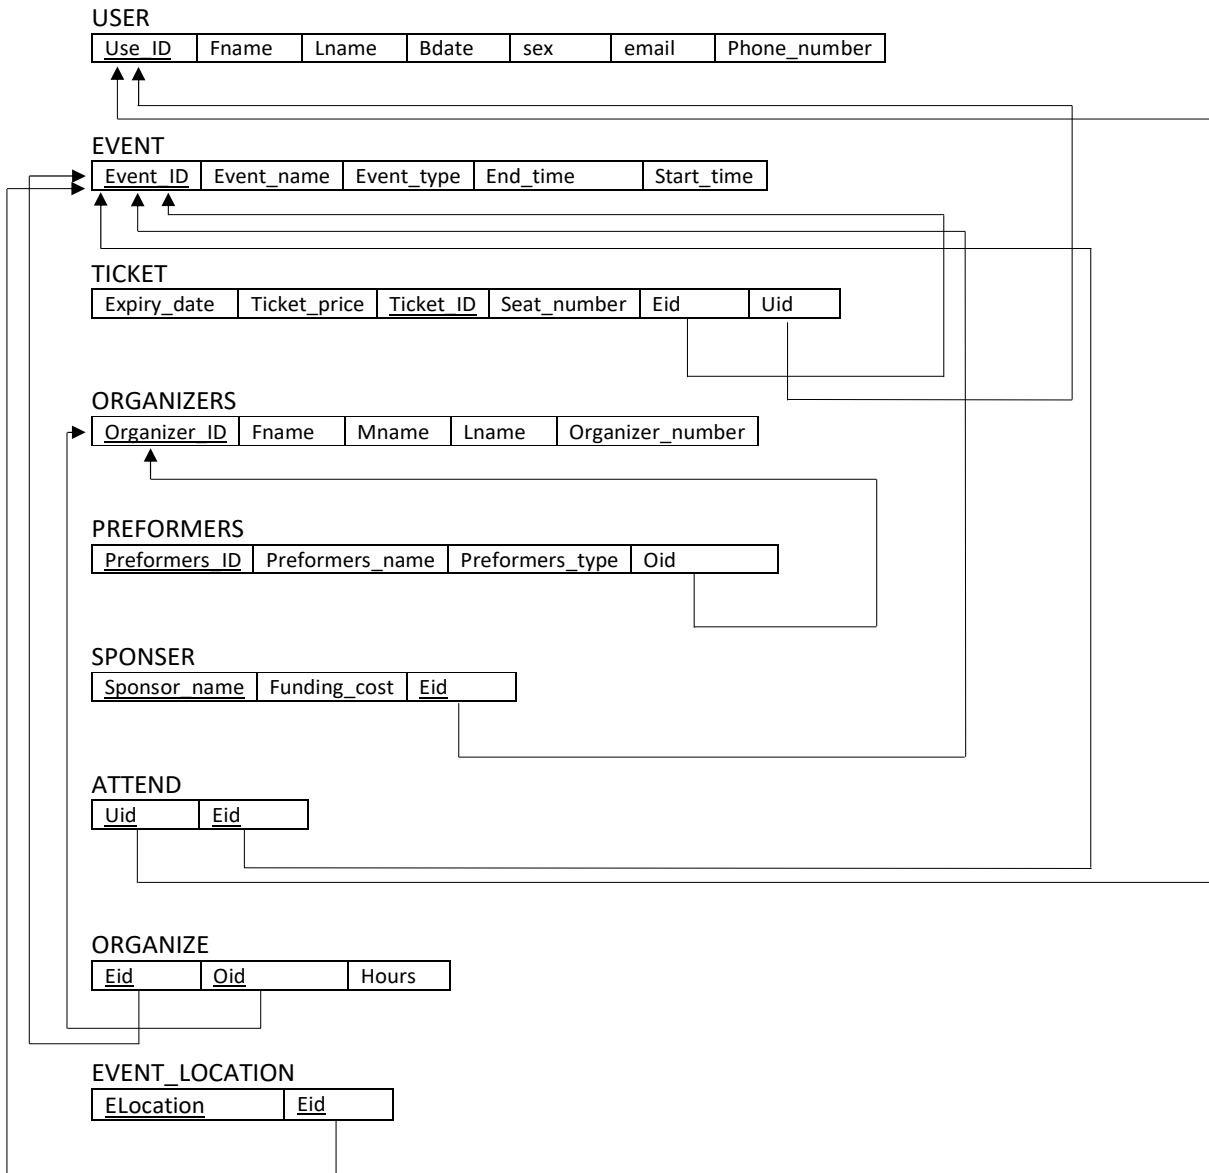 USER
Use_ID Fname Lname Bdate sex email Phone_number
EVENT
Event_ID Event_name Event_type End_time Start_time
TICKET
Expiry_date Ticket_price Ticket_ID Seat_number Eid Uid
ORGANIZERS
Organizer_ID Fname Mname Lname Organizer_number
PREFORMERS
Preformers_ID Preformers_name Preformers_type Oid
SPONSER
Sponsor_name Funding_cost Eid
ATTEND
Uid Eid
ORGANIZE
Eid Oid Hours
EVENT_LOCATION
ELocation Eid